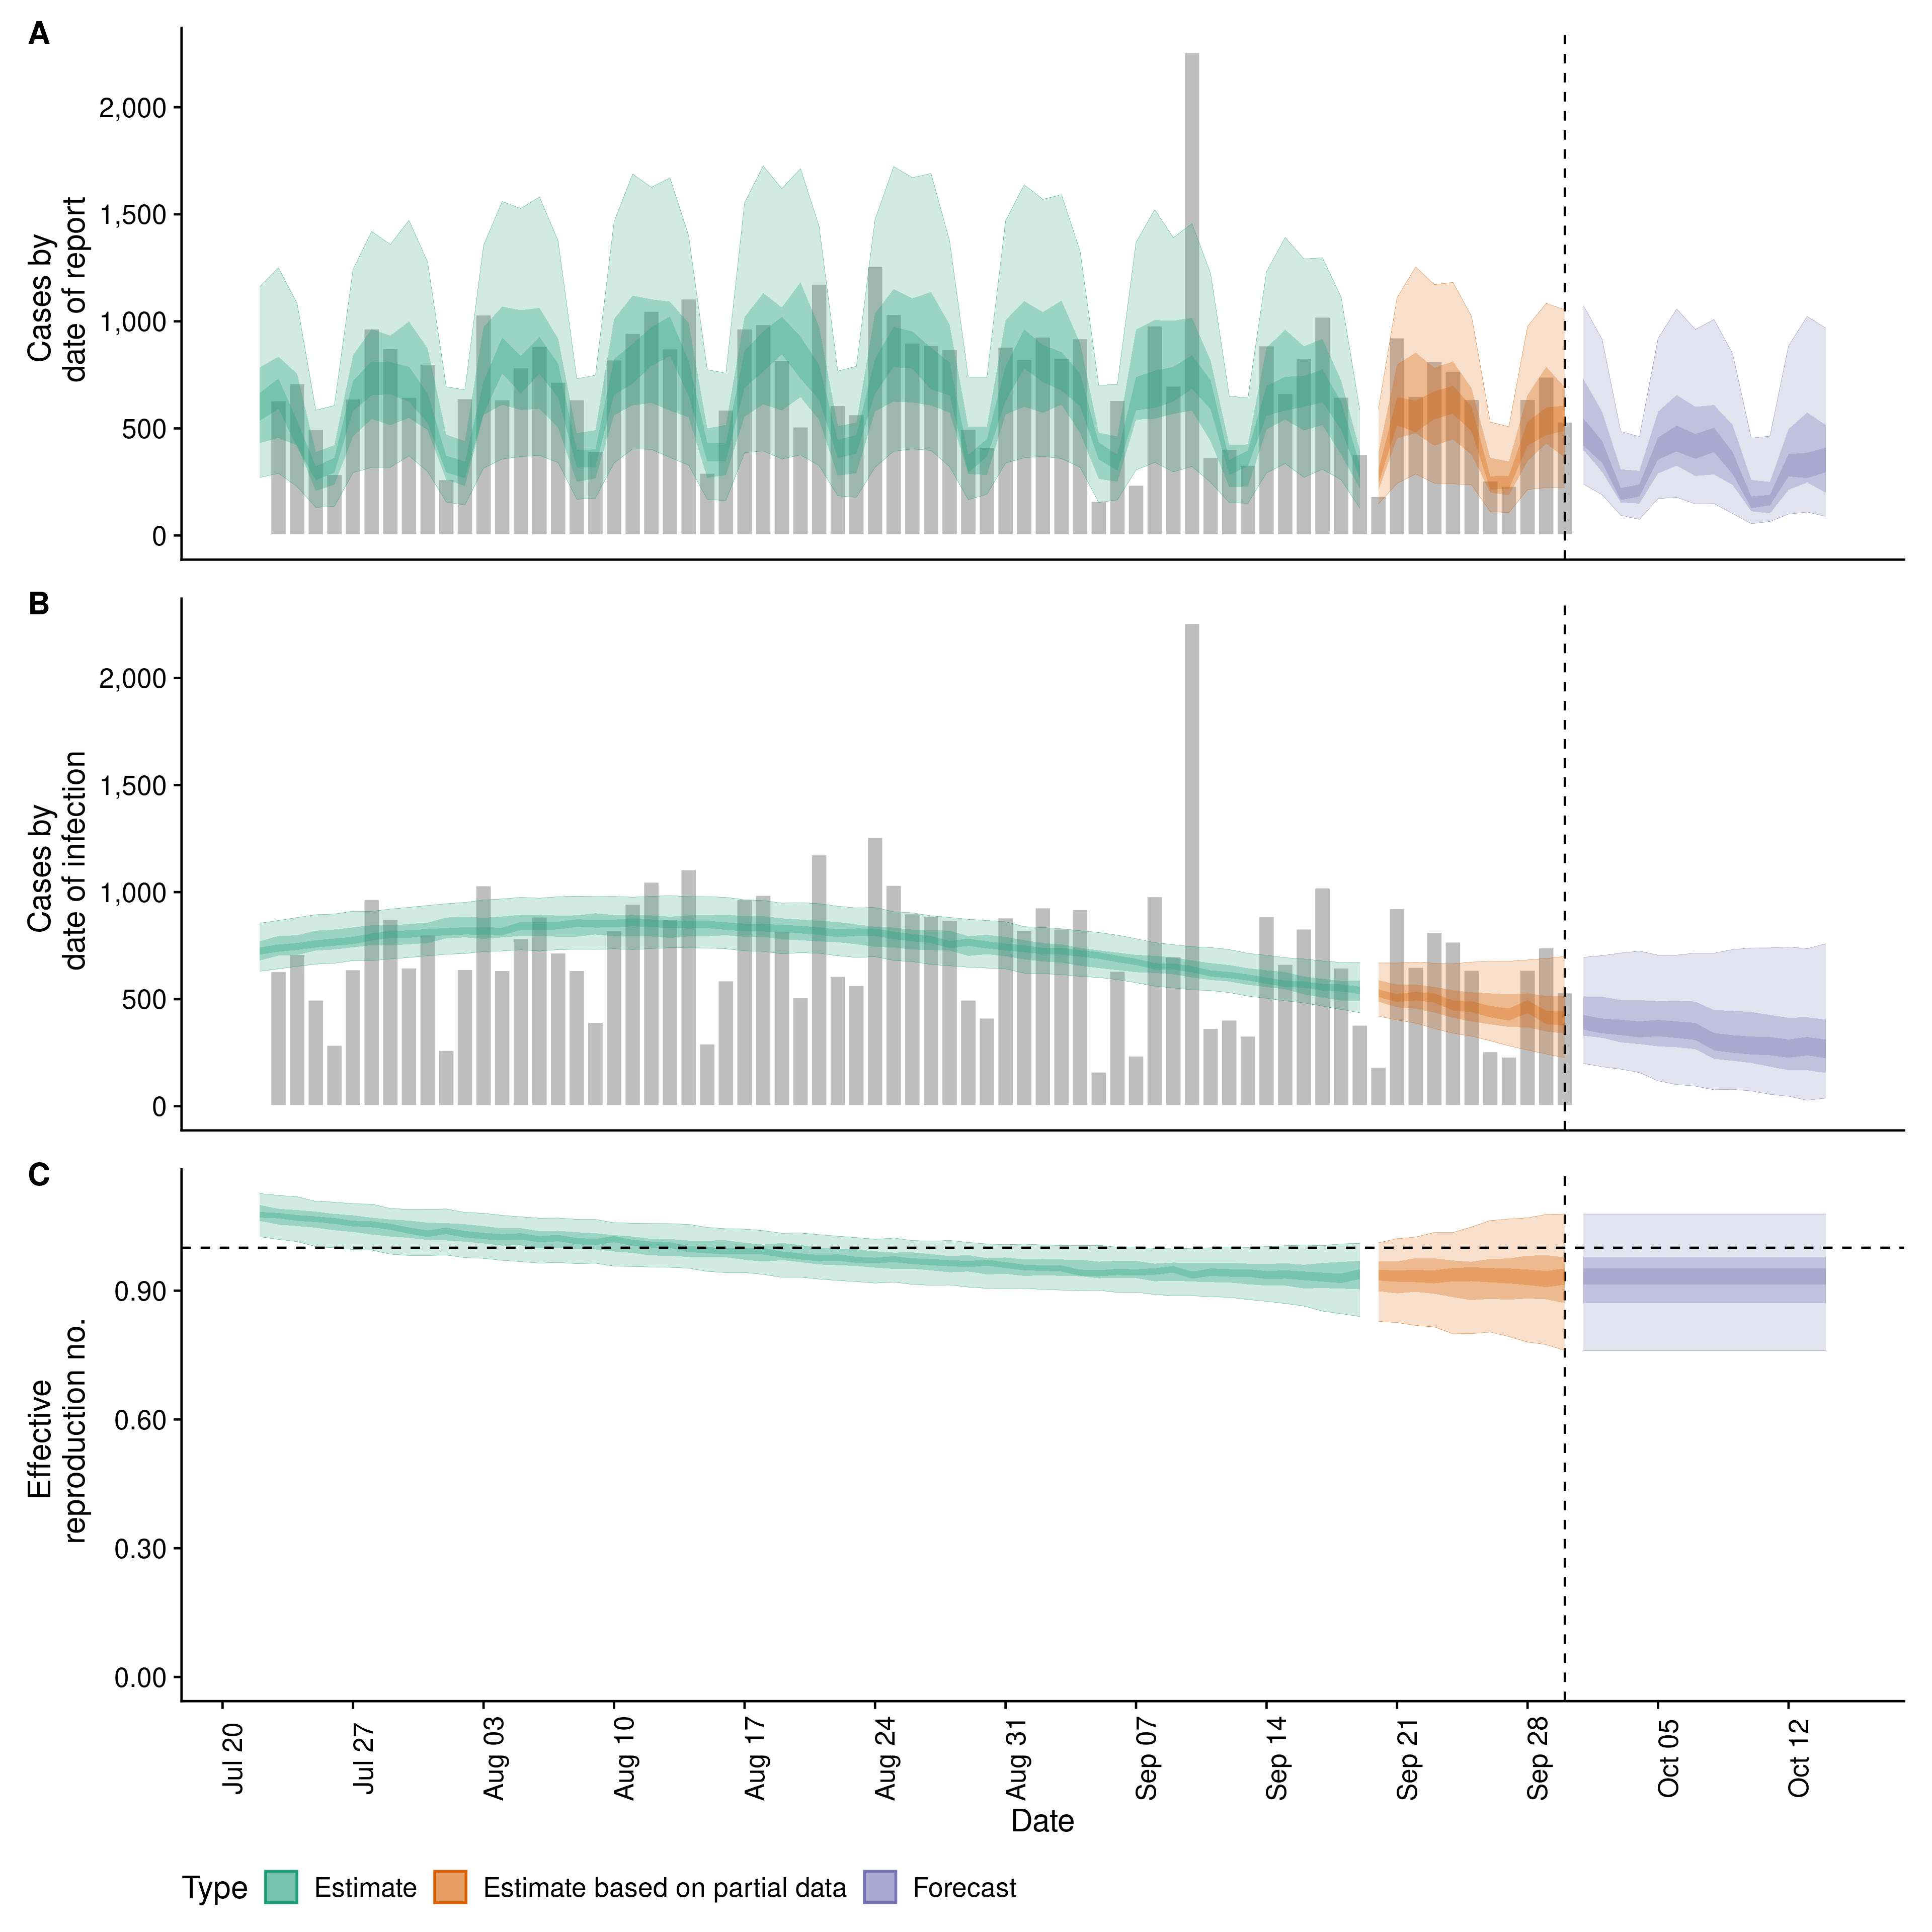 A
Cases by
date of report
2,000
1,500
1,000
500
0
B
Cases by
date of infection
2,000
1,500
1,000
500
0
C
Effective
reproduction no.
0.90
0.60
0.30
0.00
Jul 20
Jul 27
Aug 03
Aug 10
Aug 17
Aug 24
Aug 31
Sep 07
Sep 14
Sep 21
Sep 28
Oct 05
Oct 12
Date
Type
Estimate
Estimate based on partial data
Forecast